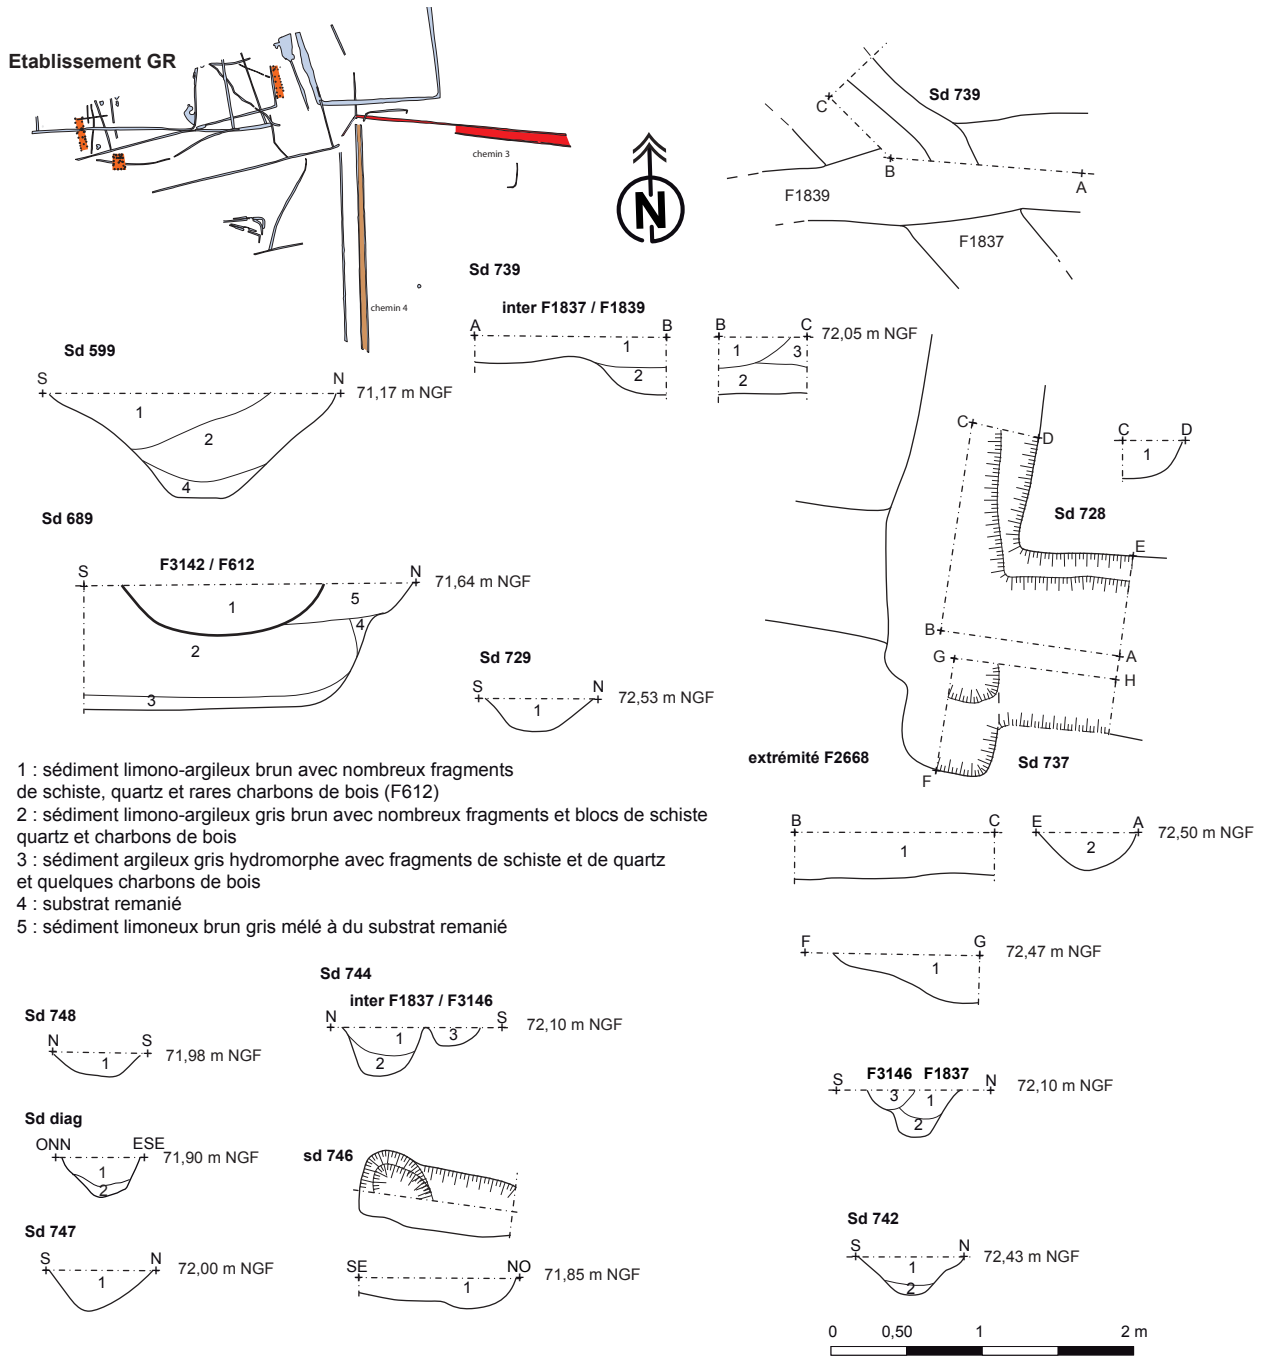 Etablissement GR
chemin 3
chemin 4
N
Sd 739
C
B
A
F1839
F1837
Sd 739
inter F1837 / F1839
A
B
B
C
72,05 m NGF
1
2
1
3
2
Sd 599
S
N
71,17 m NGF
1
2
4
Sd 689
F3142 / F612
S
N
71,64 m NGF
1
5
4
2
3
Sd 729
S
N
72,53 m NGF
1
C
D
C
D
1
Sd 728
E
B
A
G
H
extrémité F2668
Sd 737
F
B
C
E
A
72,50 m NGF
1
2
F
G
72,47 m NGF
1
1 : sédiment limono-argileux brun avec nombreux fragments
de schiste, quartz et rares charbons de bois (F612)
2 : sédiment limono-argileux gris brun avec nombreux fragments et blocs de schiste
quartz et charbons de bois
3 : sédiment argileux gris hydromorphe avec fragments de schiste et de quartz
et quelques charbons de bois
4 : substrat remanié
5 : sédiment limoneux brun gris mélé à du substrat remanié
Sd 744
inter F1837 / F3146
N
S
72,10 m NGF
1
3
2
Sd 748
N
S
71,98 m NGF
1
F3146 F1837
S
N
72,10 m NGF
3
1
2
Sd diag
ONN
ESE
71,90 m NGF
1
2
sd 746
SE
NO
71,85 m NGF
1
Sd 747
S
N
72,00 m NGF
1
Sd 742
S
N
72,43 m NGF
1
2
0
0,50
1
2 m